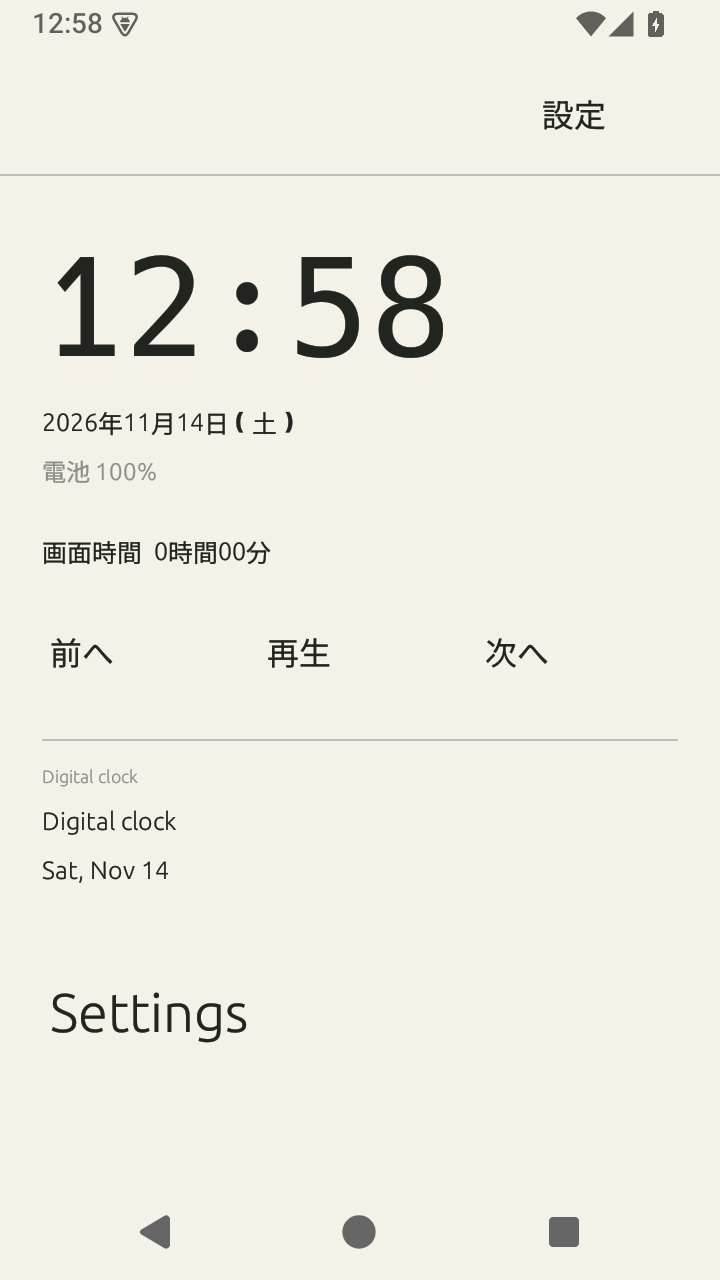 12:58
設定
12:58
2026年11月14日(土)
電池 100%
画面時間 0時間00分
前へ 再生 次へ
Digital clock
Digital clock
Sat, Nov 14
Settings